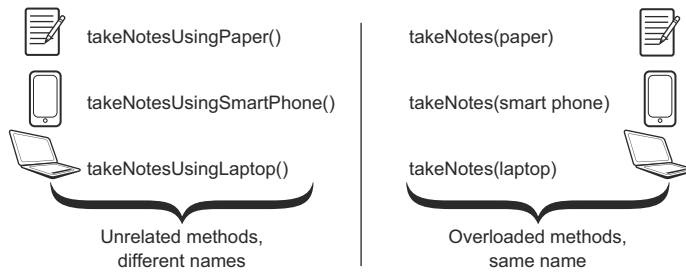 takeNotesUsingPaper()
takeNotesUsingSmartPhone()
takeNotesUsingLaptop()
Unrelated methods,
different names
takeNotes(paper)
takeNotes(smart phone)
takeNotes(laptop)
Overloaded methods,
same name